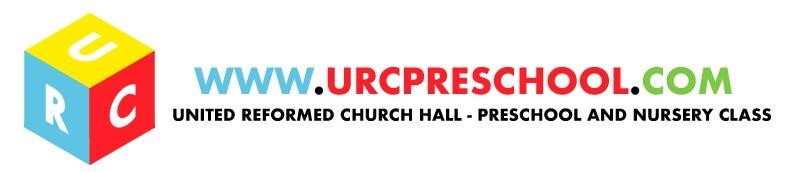 U
R C
WWW.URCPRESCHOOL.COM
UNITED REFORMED CHURCH HALL - PRESCHOOL AND NURSERY CLASS